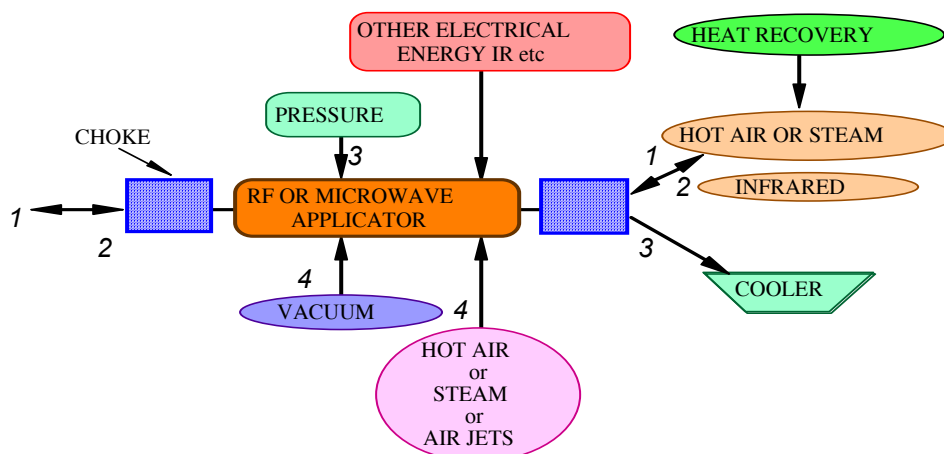 OTHER ELECTRICAL
ENERGY IR etc
HEAT RECOVERY
PRESSURE
CHOKE
3
HOT AIR OR STEAM
1
2
INFRARED
RF OR MICROWAVE
APPLICATOR
1
2
3
4
VACUUM
4
COOLER
HOT AIR
or
STEAM
or
AIR JETS